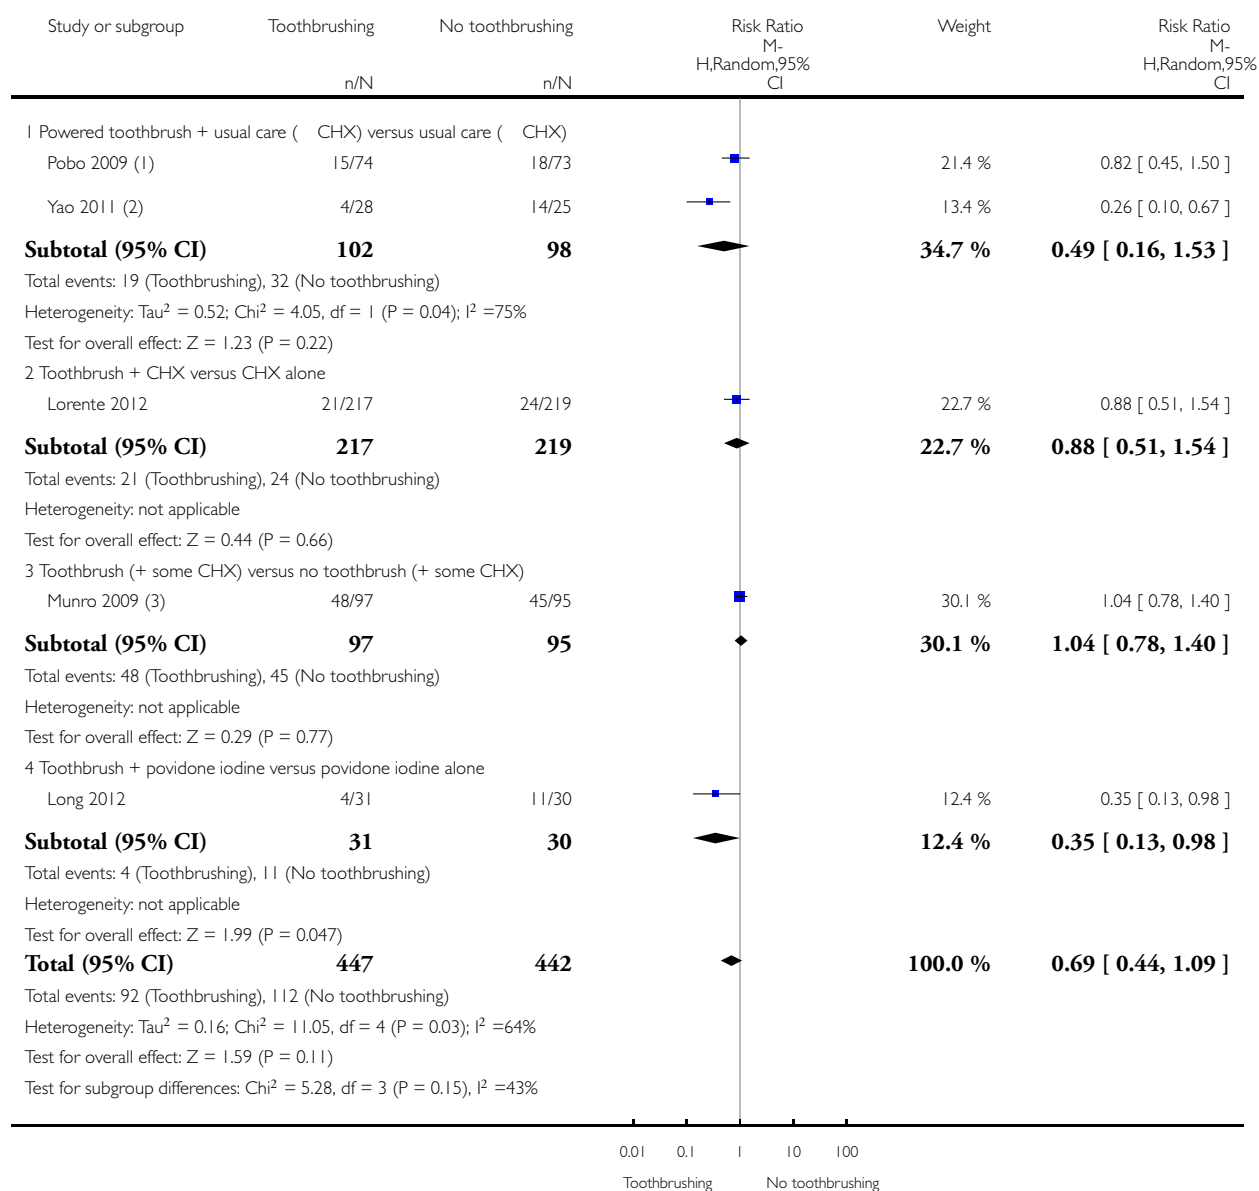 Study or subgroup Toothbrushing No toothbrushing Risk Ratio Weight Risk Ratio
M- M-
H,Random,95% H,Random,95%
n/N n/N CI CI
1 Powered toothbrush + usual care ( CHX) versus usual care ( CHX)
Pobo 2009 (1) 15/74 18/73 21.4 % 0.82 [ 0.45, 1.50 ]
Yao 2011 (2) 4/28 14/25 13.4 % 0.26 [ 0.10, 0.67 ]
Subtotal (95% CI) 102 98 34.7 % 0.49 [ 0.16, 1.53 ]
Total events: 19 (Toothbrushing), 32 (No toothbrushing)
Heterogeneity: Tau² = 0.52; Chi² = 4.05, df = 1 (P = 0.04); I² =75%
Test for overall effect: Z = 1.23 (P = 0.22)
2 Toothbrush + CHX versus CHX alone
Lorente 2012 21/217 24/219 22.7 % 0.88 [ 0.51, 1.54 ]
Subtotal (95% CI) 217 219 22.7 % 0.88 [ 0.51, 1.54 ]
Total events: 21 (Toothbrushing), 24 (No toothbrushing)
Heterogeneity: not applicable
Test for overall effect: Z = 0.44 (P = 0.66)
3 Toothbrush (+ some CHX) versus no toothbrush (+ some CHX)
Munro 2009 (3) 48/97 45/95 30.1 % 1.04 [ 0.78, 1.40 ]
Subtotal (95% CI) 97 95 30.1 % 1.04 [ 0.78, 1.40 ]
Total events: 48 (Toothbrushing), 45 (No toothbrushing)
Heterogeneity: not applicable
Test for overall effect: Z = 0.29 (P = 0.77)
4 Toothbrush + povidone iodine versus povidone iodine alone
Long 2012 4/31 11/30 12.4 % 0.35 [ 0.13, 0.98 ]
Subtotal (95% CI) 31 30 12.4 % 0.35 [ 0.13, 0.98 ]
Total events: 4 (Toothbrushing), 11 (No toothbrushing)
Heterogeneity: not applicable
Test for overall effect: Z = 1.99 (P = 0.047)
Total (95% CI) 447 442 100.0 % 0.69 [ 0.44, 1.09 ]
Total events: 92 (Toothbrushing), 112 (No toothbrushing)
Heterogeneity: Tau² = 0.16; Chi² = 11.05, df = 4 (P = 0.03); I² =64%
Test for overall effect: Z = 1.59 (P = 0.11)
Test for subgroup differences: Chi² = 5.28, df = 3 (P = 0.15), I² =43%
0.01 0.1 1 10 100
Toothbrushing No toothbrushing